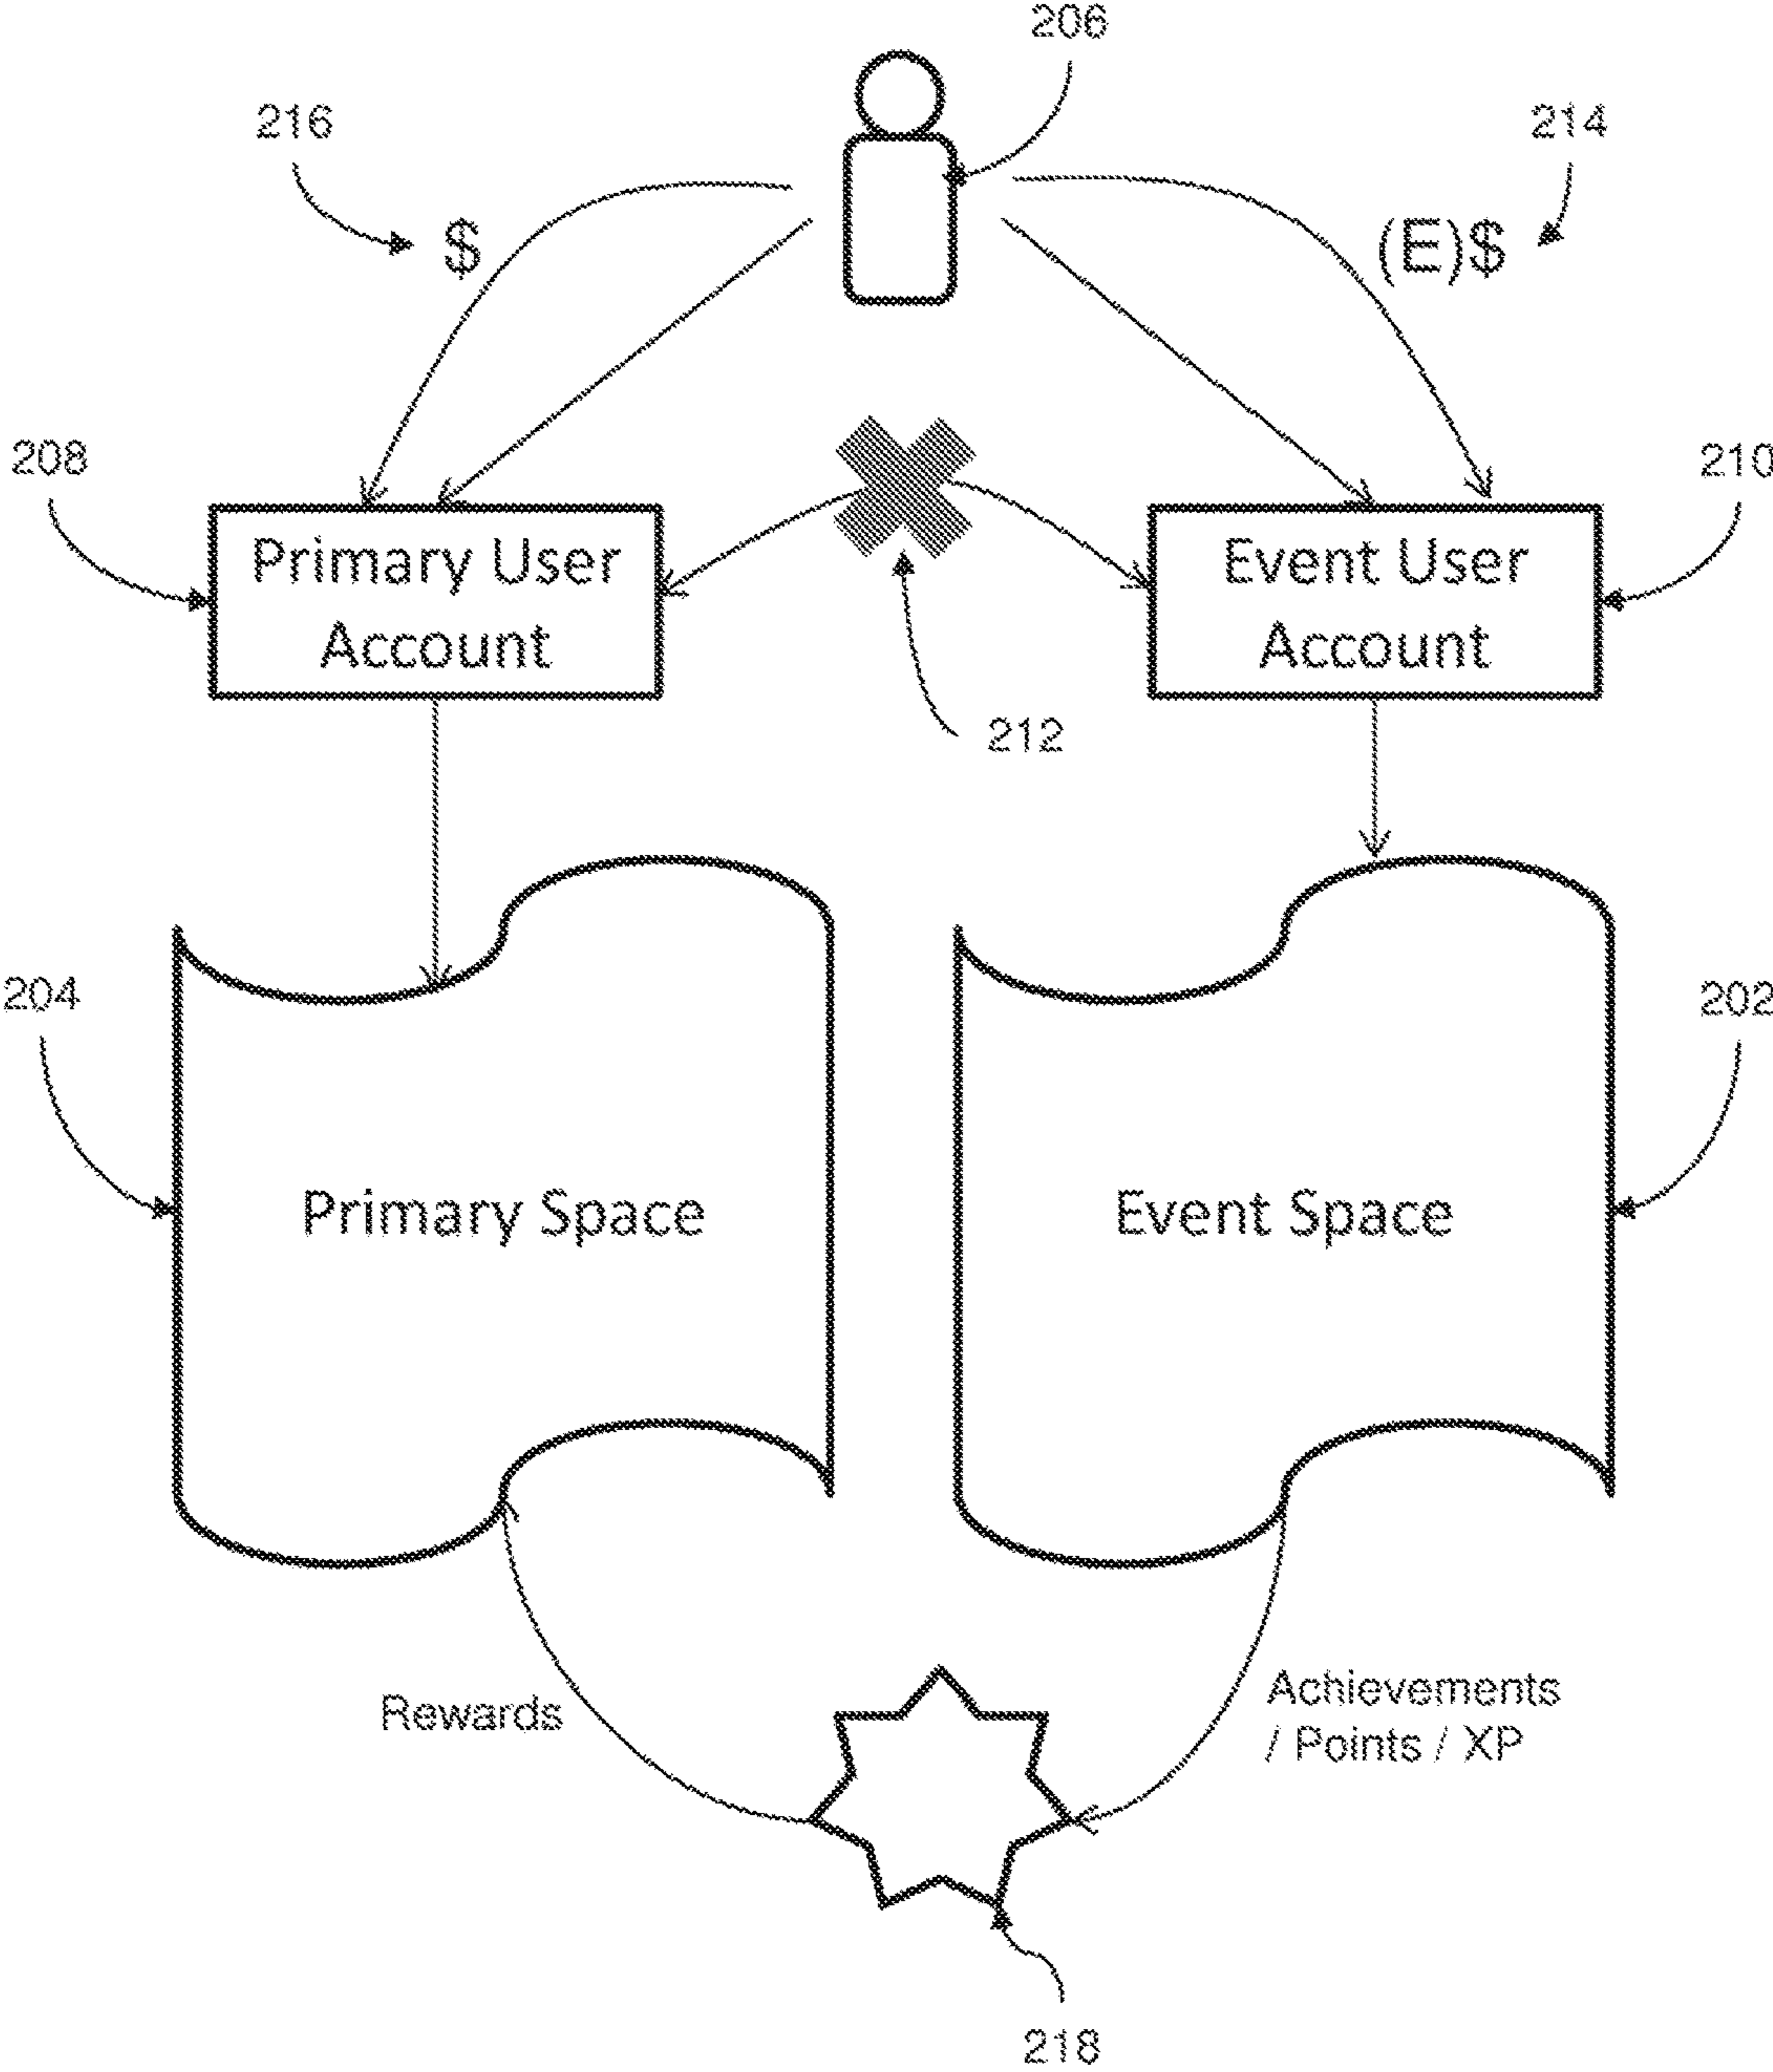 206
216
214
$
(E)$
208
210
Primary User
Account
Event User
Account
212
204
202
Primary Space
Event Space
Rewards
Achievements
/ Points / XP
218